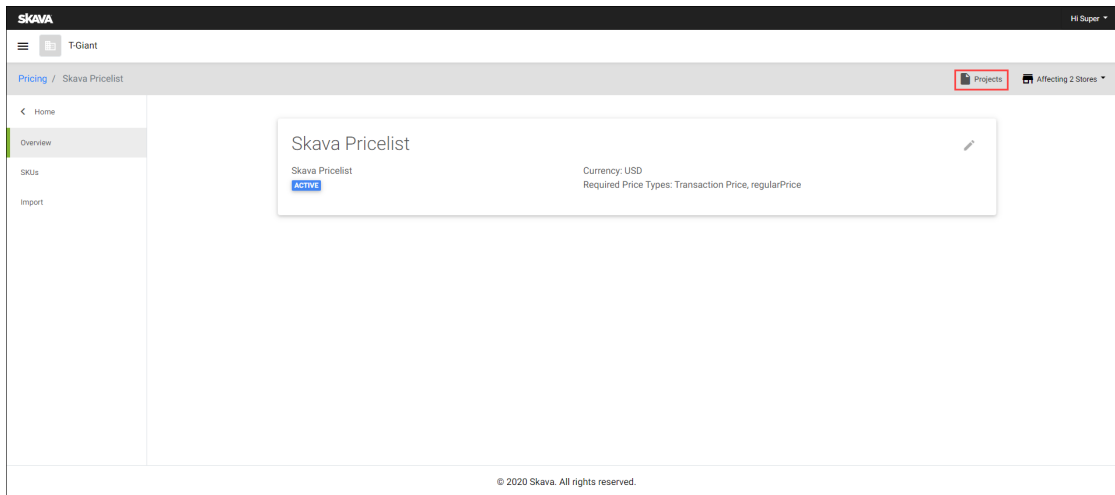 SKAVA
Hi Super
T-Giant
Pricing / Skava Pricelist
Projects
Affecting 2 Stores
Home
Overview
SKUs
Import
Skava Pricelist
Skava Pricelist
ACTIVE
Currency: USD
Required Price Types: Transaction Price, regularPrice
© 2020 Skava. All rights reserved.